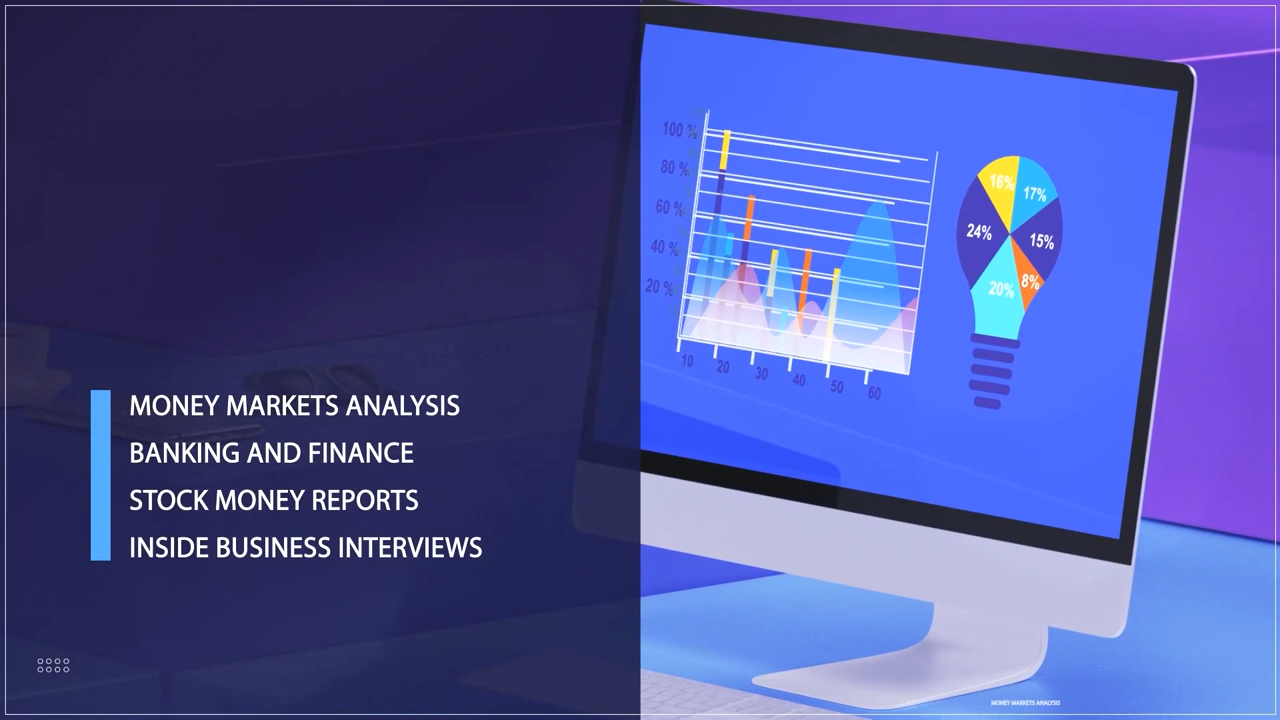 MONEY MARKETS ANALYSIS
BANKING AND FINANCE
STOCK MONEY REPORTS
INSIDE BUSINESS INTERVIEWS
100 %
80 %
60 %
40 %
20 %
10 20 30 40 50 60
16% 17%
24% 15%
20% 8%
MONEY MARKETS ANALYSIS